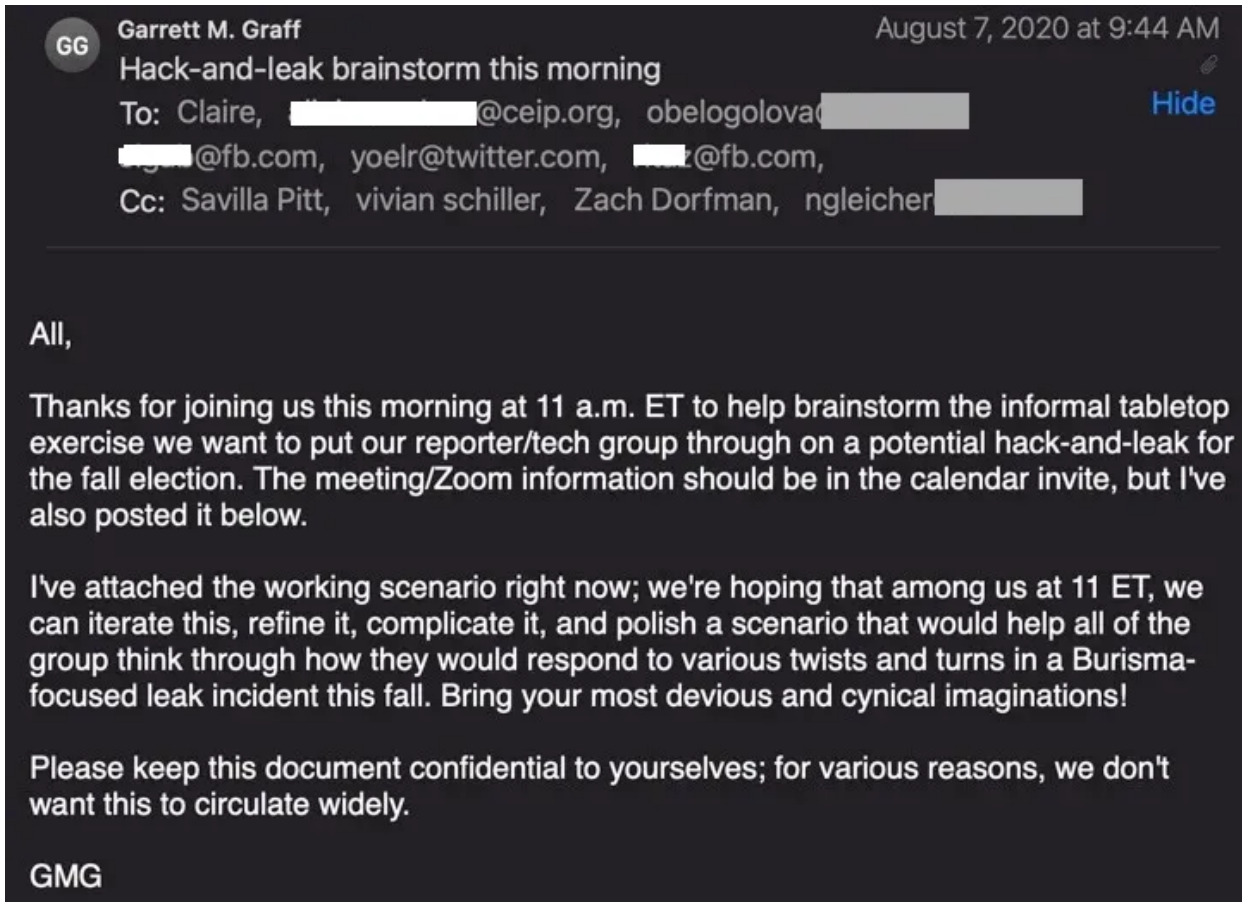 GG
Garrett M. Graff
August 7, 2020 at 9:44 AM
Hack-and-leak brainstorm this morning
To: Claire, @ceip.org, obelogolova
Hide
@fb.com, yoelr@twitter.com, z@fb.com,
Cc: Savilla Pitt, vivian schiller, Zach Dorfman, ngleicher
All,
Thanks for joining us this morning at 11 a.m. ET to help brainstorm the informal tabletop
exercise we want to put our reporter/tech group through on a potential hack-and-leak for
the fall election. The meeting/Zoom information should be in the calendar invite, but I've
also posted it below.
I've attached the working scenario right now; we're hoping that among us at 11 ET, we
can iterate this, refine it, complicate it, and polish a scenario that would help all of the
group think through how they would respond to various twists and turns in a Burisma-
focused leak incident this fall. Bring your most devious and cynical imaginations!
Please keep this document confidential to yourselves; for various reasons, we don't
want this to circulate widely.
GMG